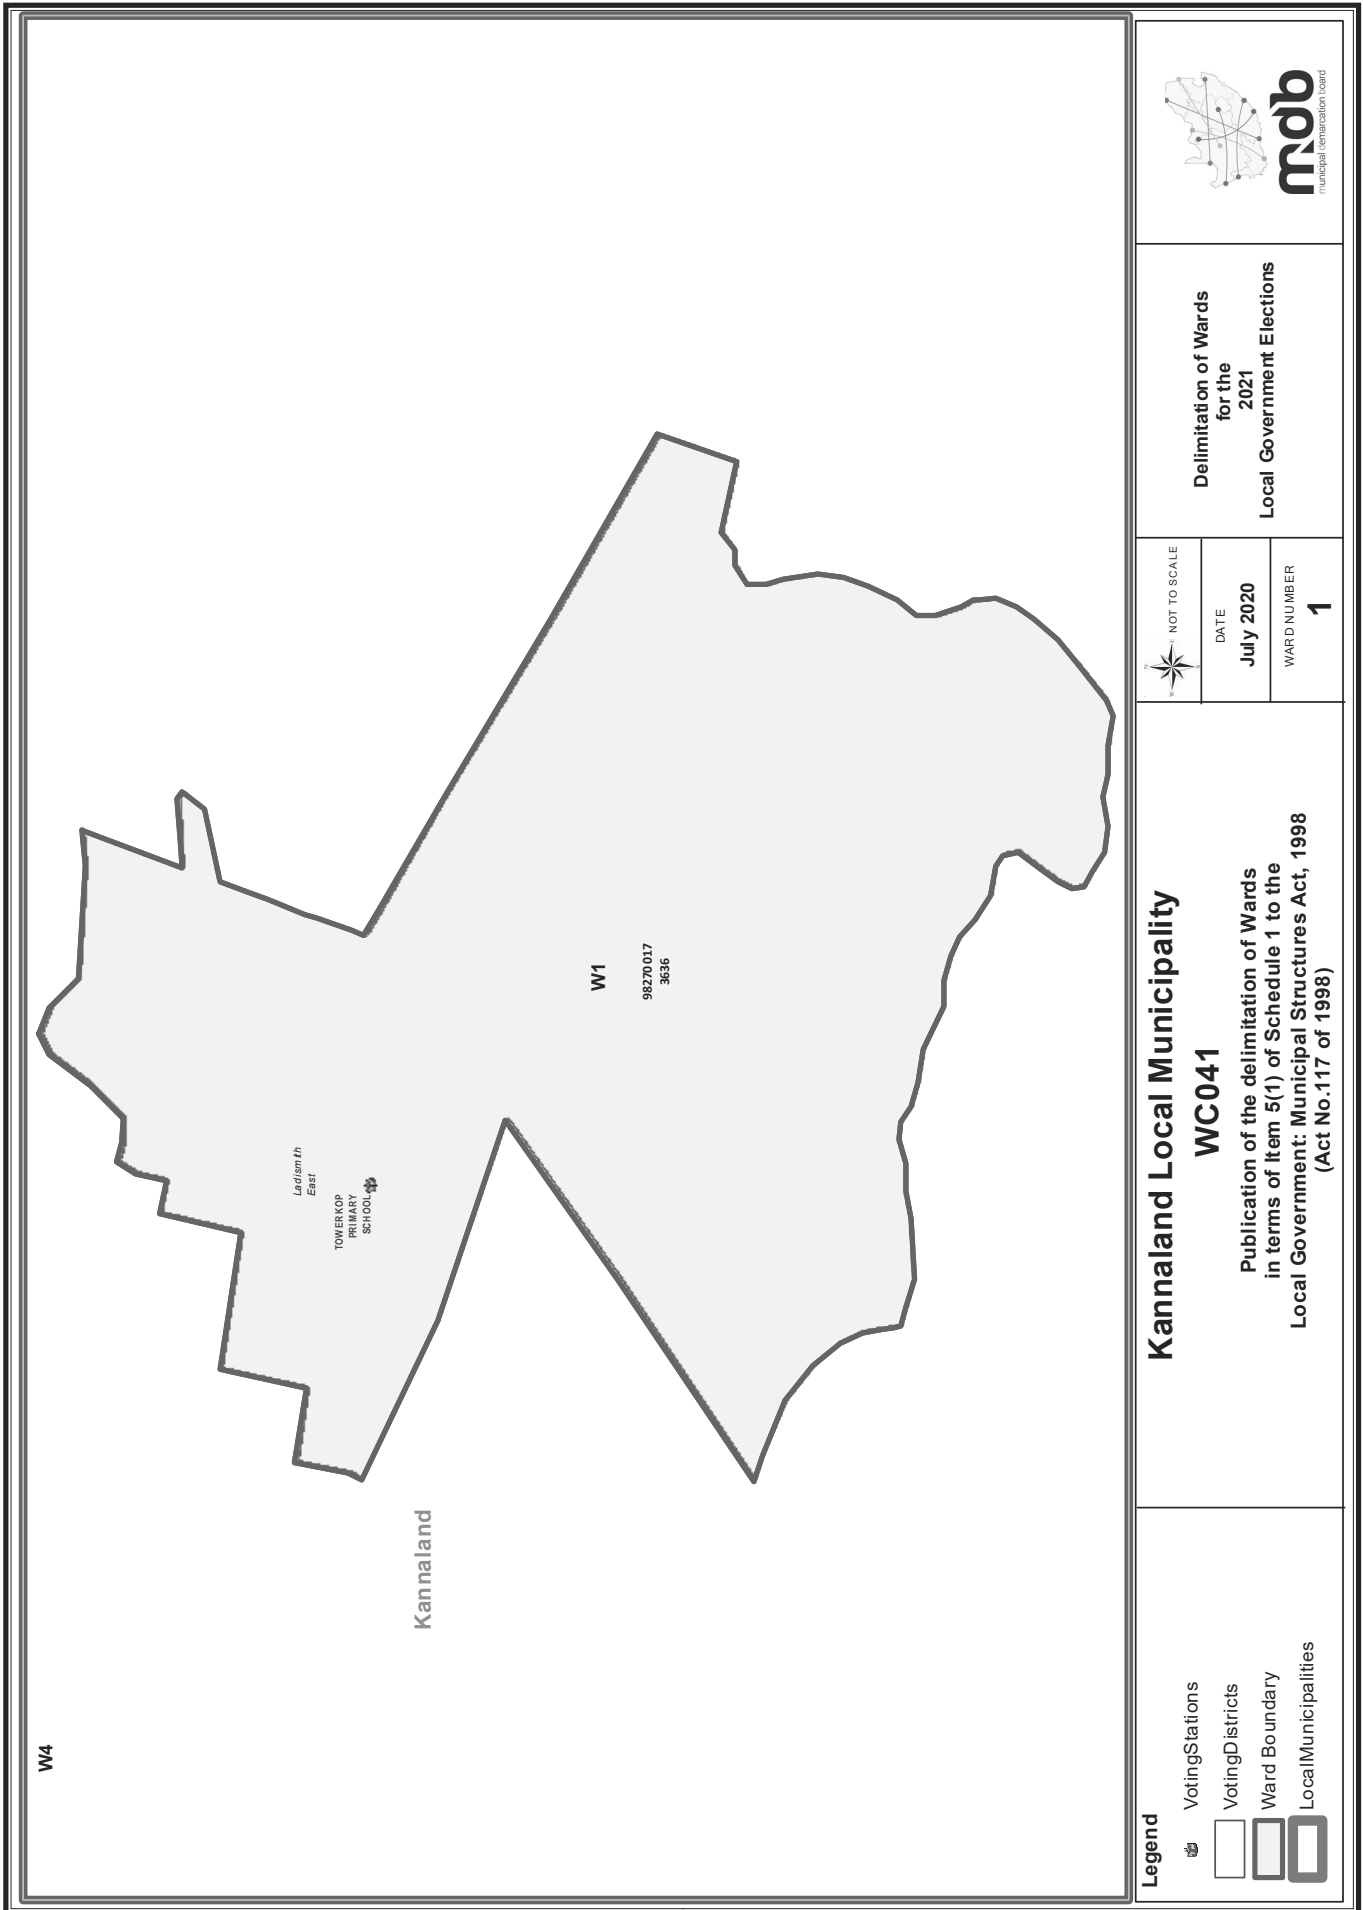 W4
Kannaland
Ladismith
East
TOWERKOP
PRIMARY
SCHOOL
W1
98270017
3636
Legend
VotingStations
VotingDistricts
Ward Boundary
LocalMunicipalities
Kannaland Local Municipality
WC041
Publication of the delimitation of Wards
in terms of Item 5(1) of Schedule 1 to the
Local Government: Municipal Structures Act, 1998
(Act No.117 of 1998)
N
E
S
W
NOT TO SCALE
DATE
July 2020
WARD NUMBER
1
Delimitation of Wards
for the
2021
Local Government Elections
mdb
municipal demarcation board